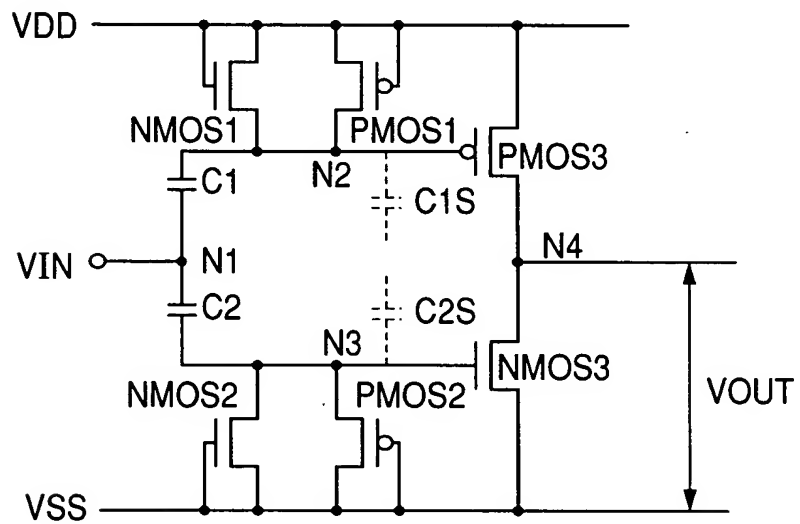 VDD
NMOS1
PMOS1
PMOS3
C1
N2
C1S
VIN
N1
N4
C2
C2S
N3
NMOS2
PMOS2
NMOS3
VOUT
VSS